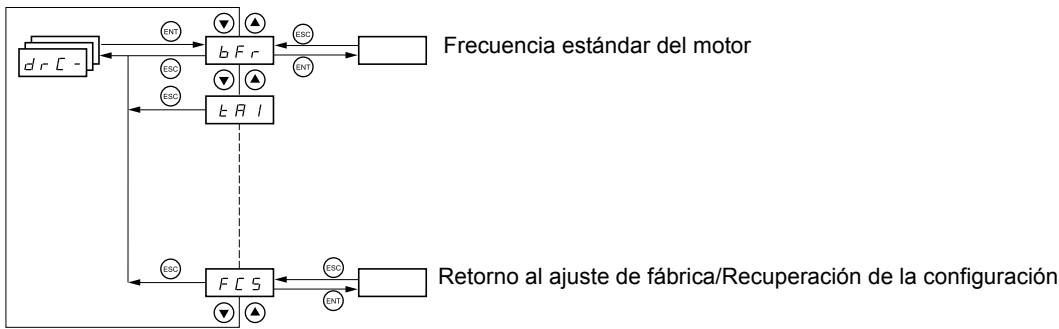 ENT
ESC
drC-
bFr
Frecuencia estándar del motor
ESC
ENT
ESC
tAI
ESC
ESC
FCS
Retorno al ajuste de fábrica/Recuperación de la configuración
ENT